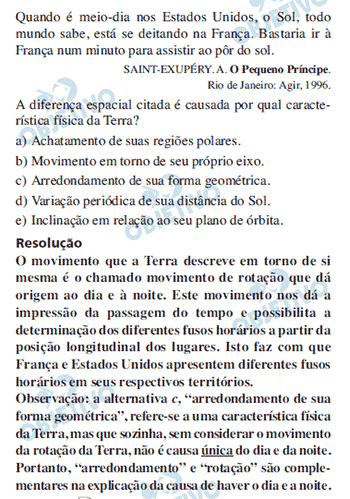 Quando é meio-dia nos Estados Unidos, o Sol, todo
mundo sabe, está se deitando na França. Bastaria ir à
França num minuto para assistir ao pôr do sol.
SAINT-EXUPÉRY. A. O Pequeno Príncipe.
Rio de Janeiro: Agir, 1996.
A diferença espacial citada é causada por qual caracte-
rística física da Terra?
a) Achatamento de suas regiões polares.
b) Movimento em torno de seu próprio eixo.
c) Arredondamento de sua forma geométrica.
d) Variação periódica de sua distância do Sol.
e) Inclinação em relação ao seu plano de órbita.
Resolução
O movimento que a Terra descreve em torno de si
mesma é o chamado movimento de rotação que dá
origem ao dia e à noite. Este movimento nos dá a
impressão da passagem do tempo e possibilita a
determinação dos diferentes fusos horários a partir da
posição longitudinal dos lugares. Isto faz com que
França e Estados Unidos apresentem diferentes fusos
horários em seus respectivos territórios.
Observação: a alternativa c, “arredondamento de sua
forma geométrica”, refere-se a uma característica física
da Terra, mas que sozinha, sem considerar o movimento
da rotação da Terra, não é causa única do dia e da noite.
Portanto, “arredondamento” e “rotação” são comple-
mentares na explicação da causa de haver o dia e a noite.
OBJETIVO
OBJETIVO
OBJETIVO
OBJETIVO